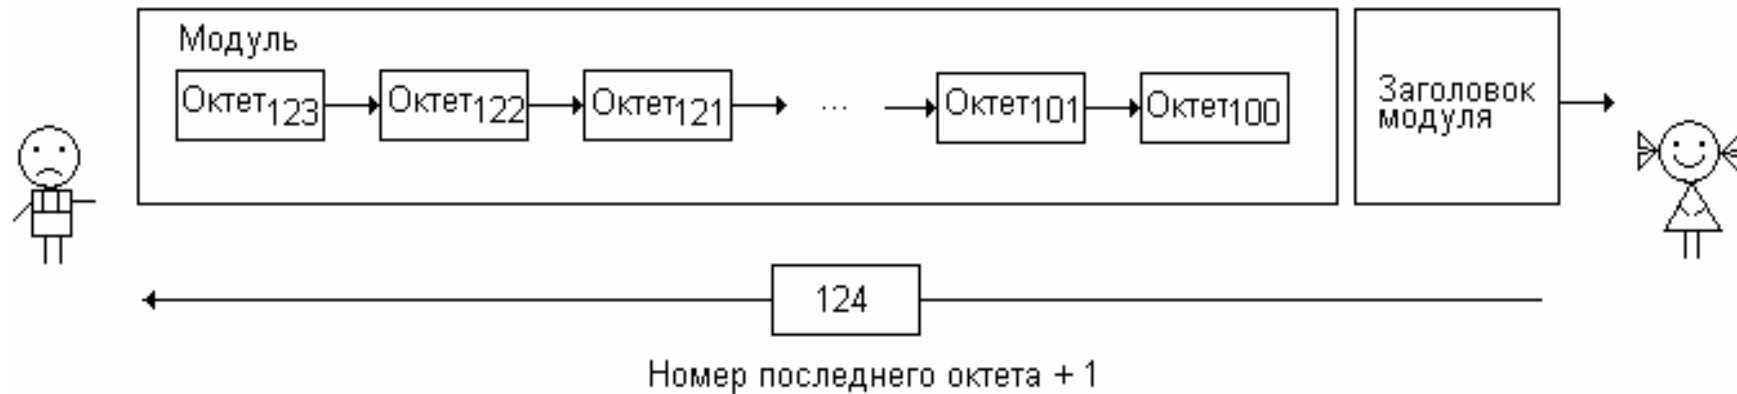 Модуль
Октет123 Октет122 Октет121 ... Октет101 Октет100
Заголовок
модуля
124
Номер последнего октета + 1